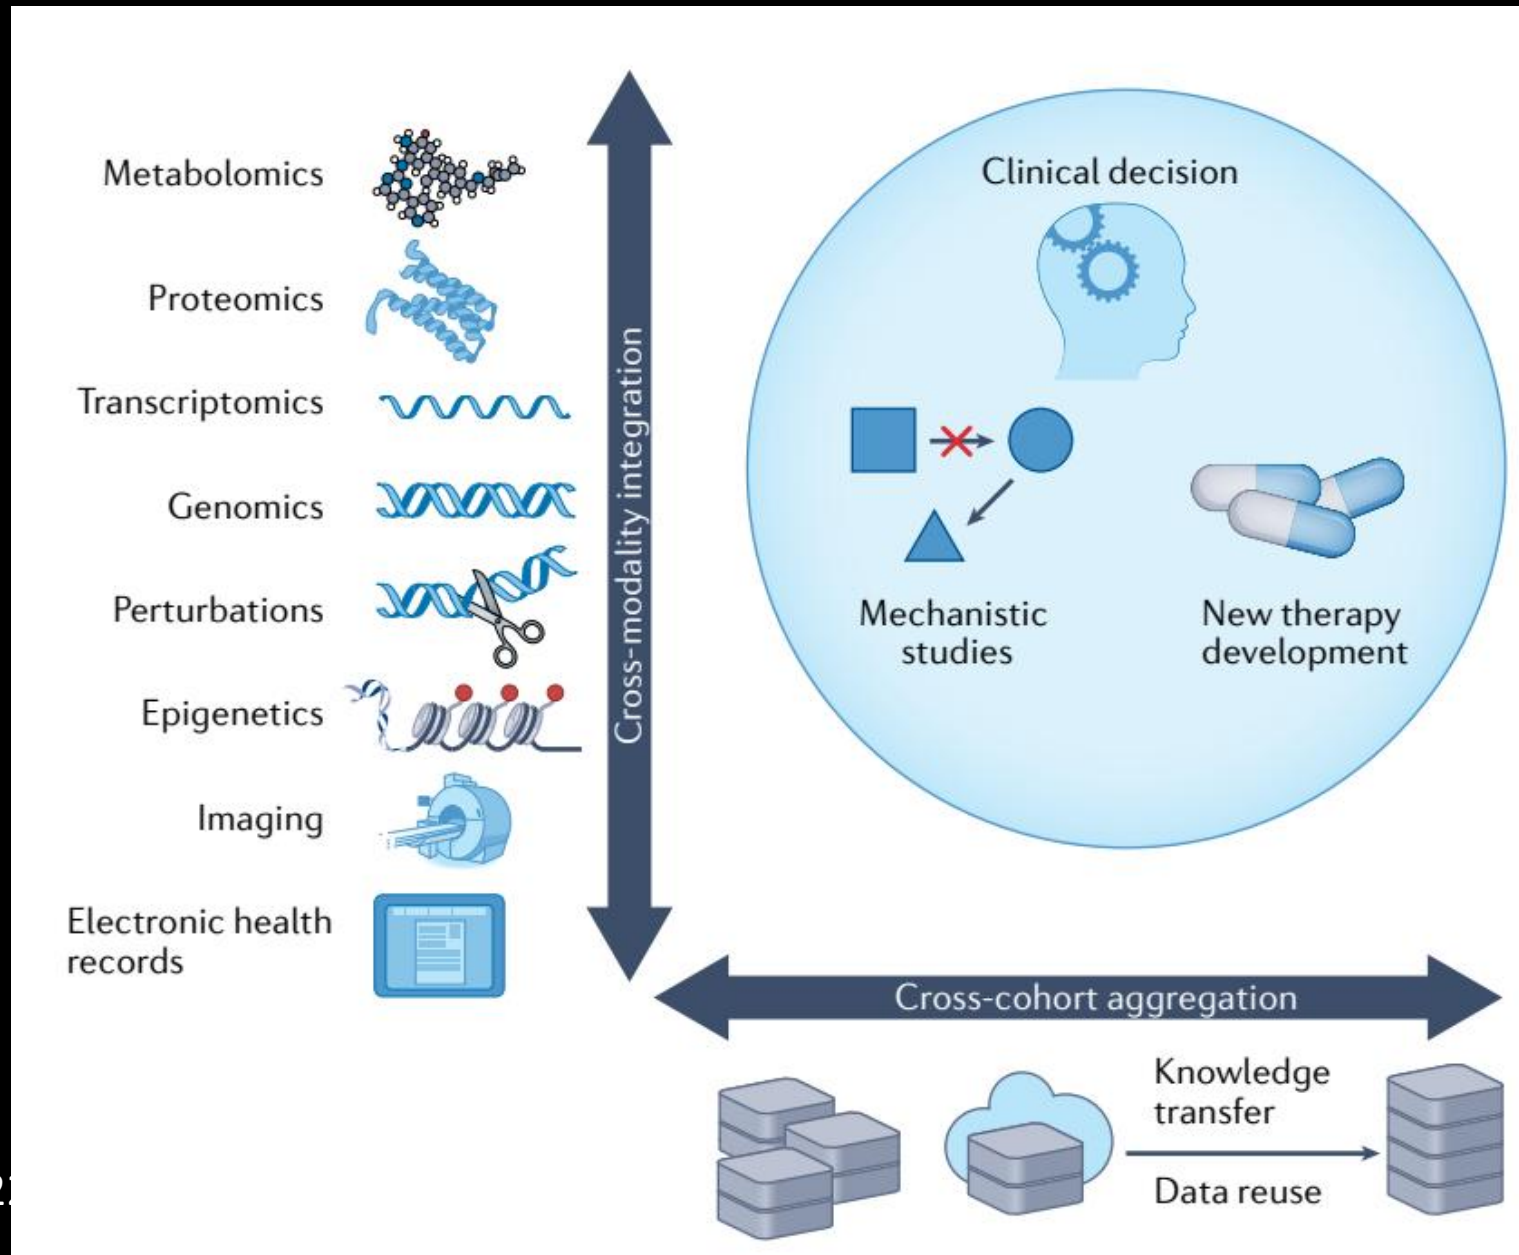 Metabolomics
Proteomics
Transcriptomics
Genomics
Perturbations
Epigenetics
Imaging
Electronic health
records
Cross-modality integration
Clinical decision
Mechanistic
studies
New therapy
development
Cross-cohort aggregation
Knowledge
transfer
Data reuse